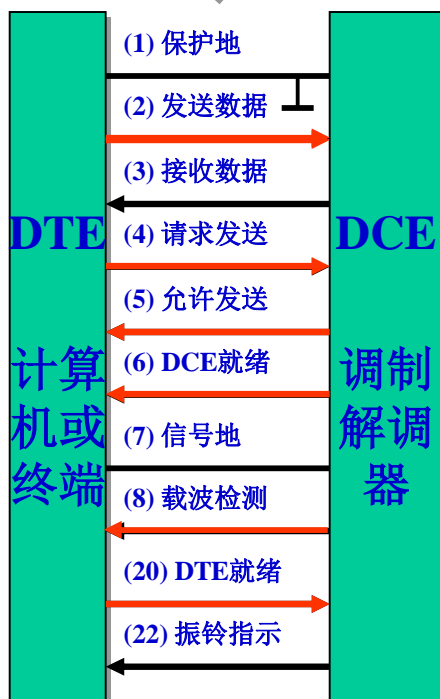 (1) 保护地
(2) 发送数据
(3) 接收数据
DTE
(4) 请求发送
DCE
(5) 允许发送
(6) DCE就绪
计算
机或
终端
调制
解调
器
(7) 信号地
(8) 载波检测
(20) DTE就绪
(22) 振铃指示